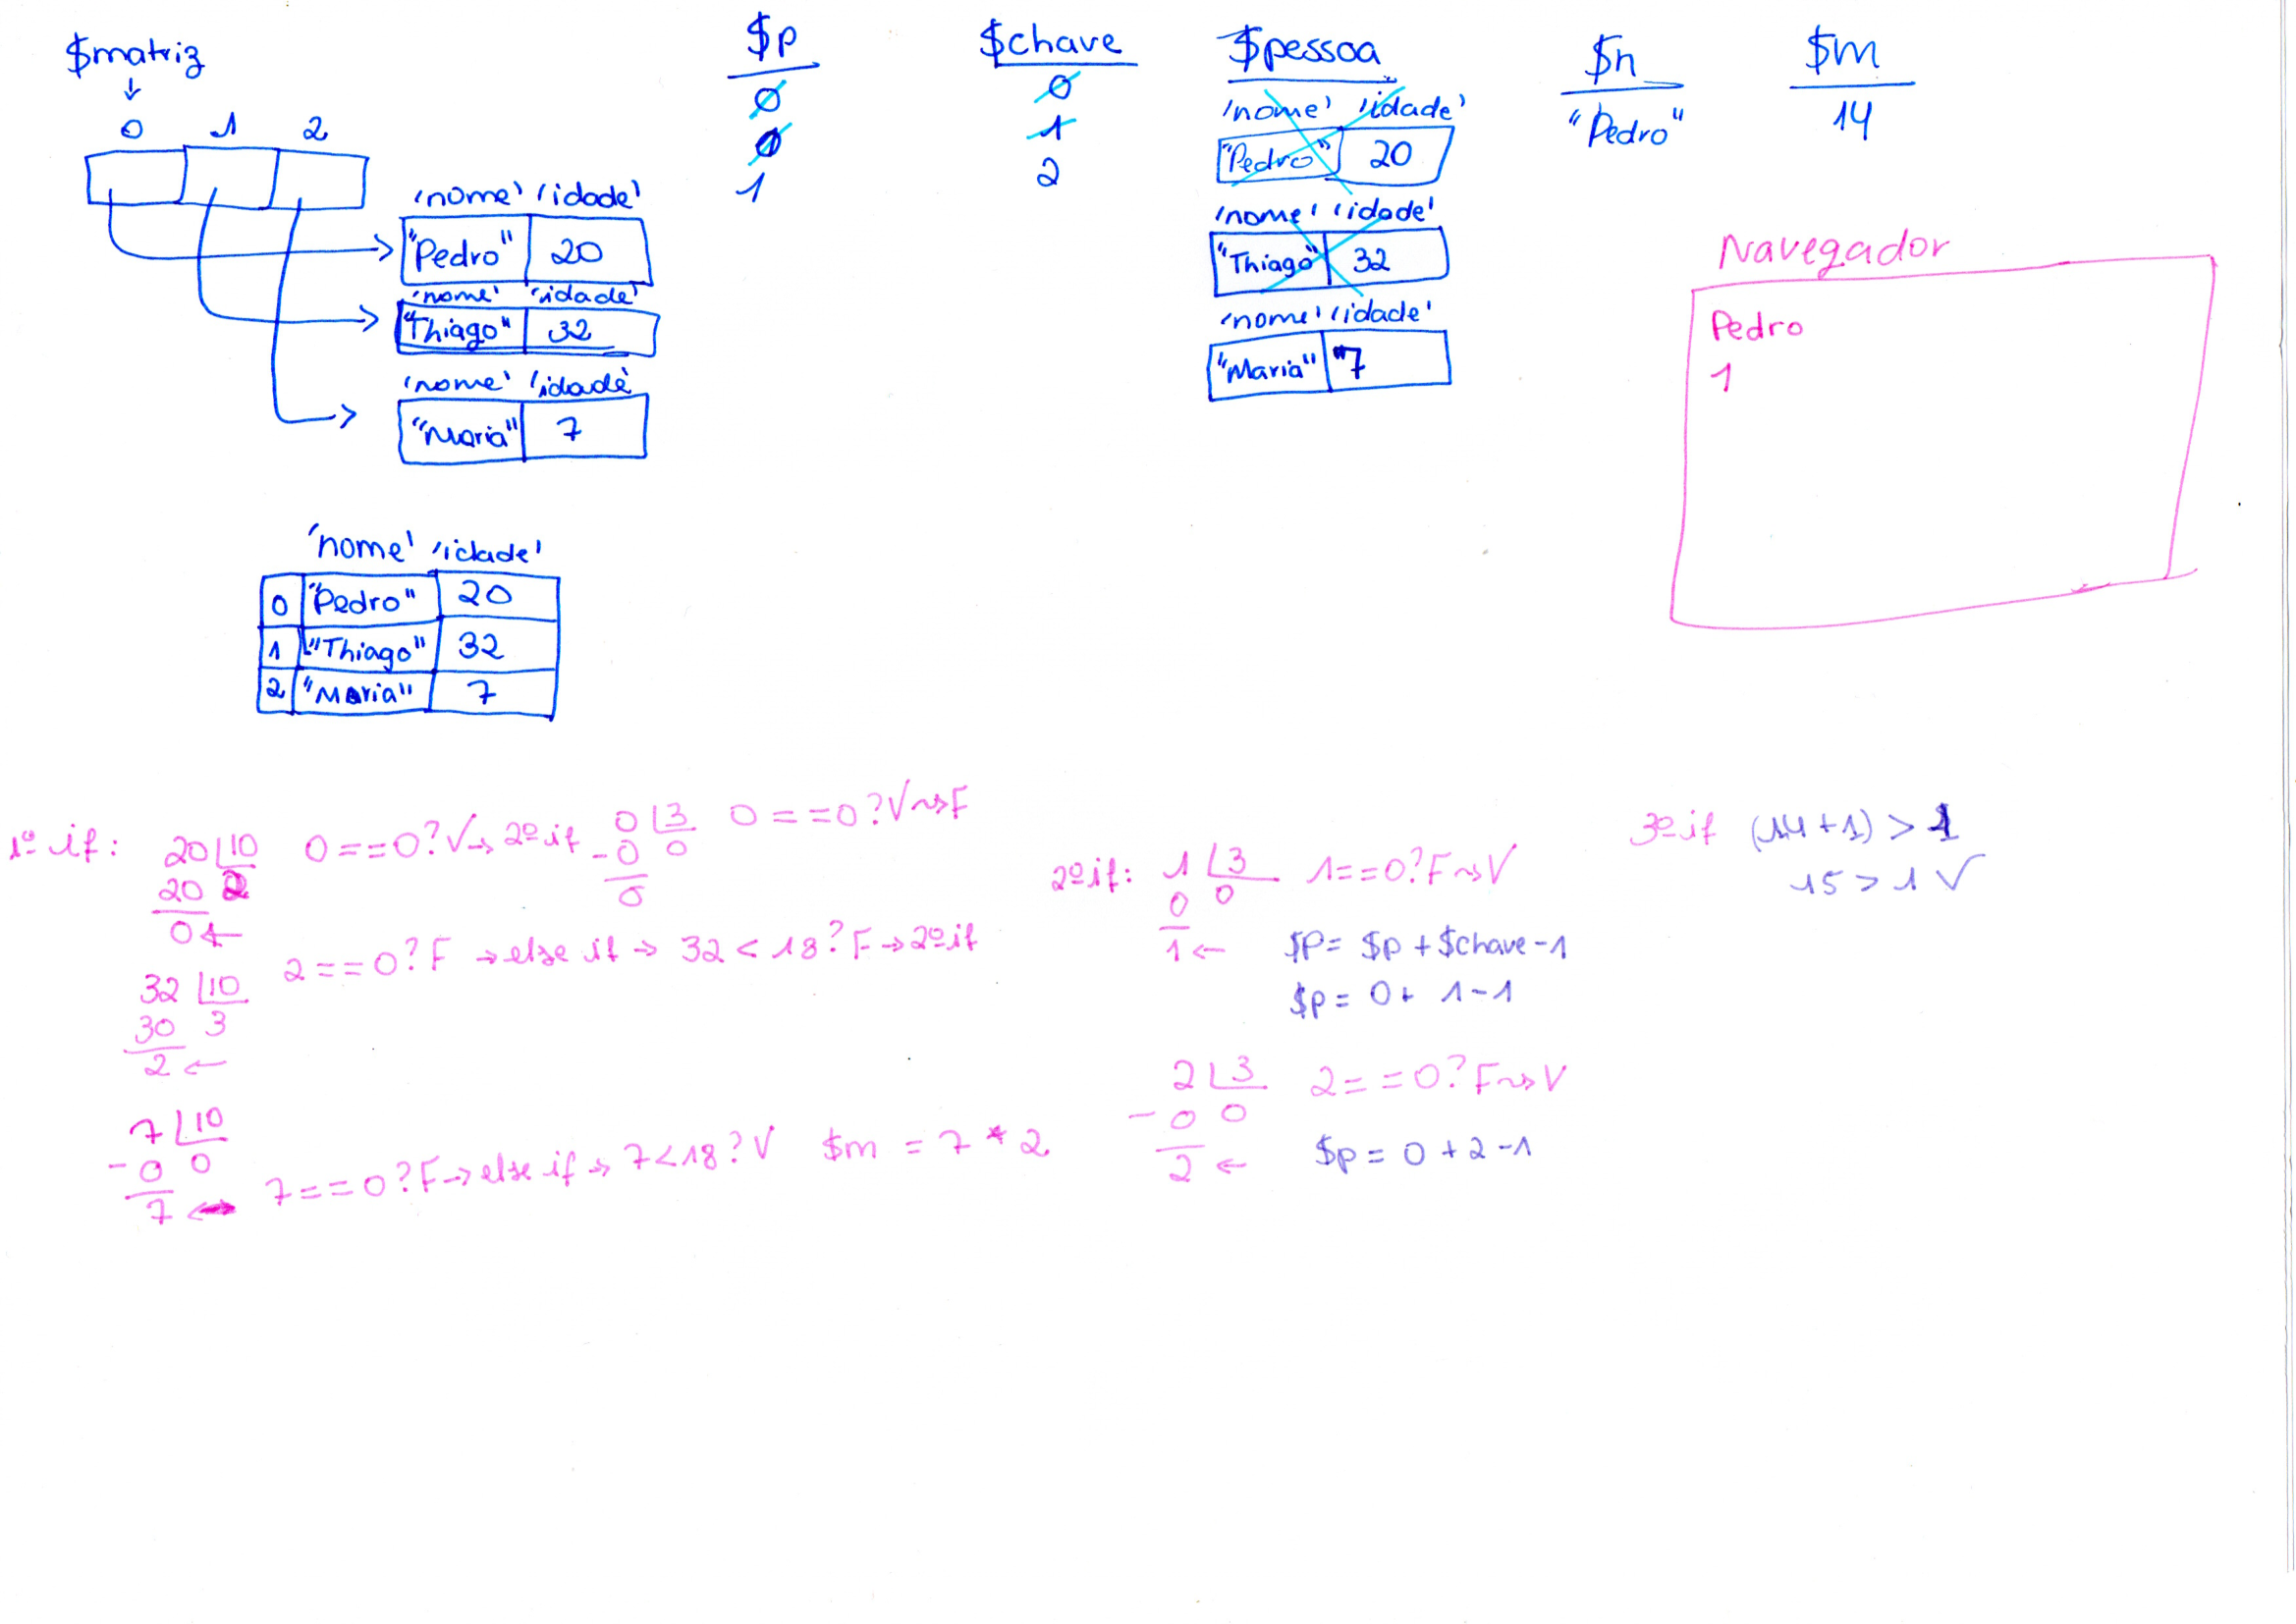 $matriz
0 1 2
'nome' 'idade'
"Pedro" 20
'nome' 'idade'
"Thiago" 32
'nome' 'idade'
"Maria" 7
'nome' 'idade'
0 "Pedro" 20
1 "Thiago" 32
2 "Maria" 7
$p
0
0
1
$chave
0
1
2
$pessoa
'nome' 'idade'
"Pedro" 20
'nome' 'idade'
"Thiago" 32
'nome' 'idade'
"Maria" 7
$n
"Pedro"
$m
14
Navegador
Pedro
1
1º if: 20 10 0==0?V→2º if 0 3 0==0?V⇝F
20 2 -0 0
0← 0
32 10 2==0?F→else if→32<18?F→2º if
30 3
2←
7 10 7==0?F→else if→7<18?V $m = 7*2
-0 0
7←
2º if: 1 3 1==0?F⇝V
0 0
1← $p = $p + $chave - 1
$p = 0 + 1 - 1
2 3 2==0?F⇝V
-0 0
2← $p = 0 + 2 - 1
3º if (14+1) > 1
15 > 1 V